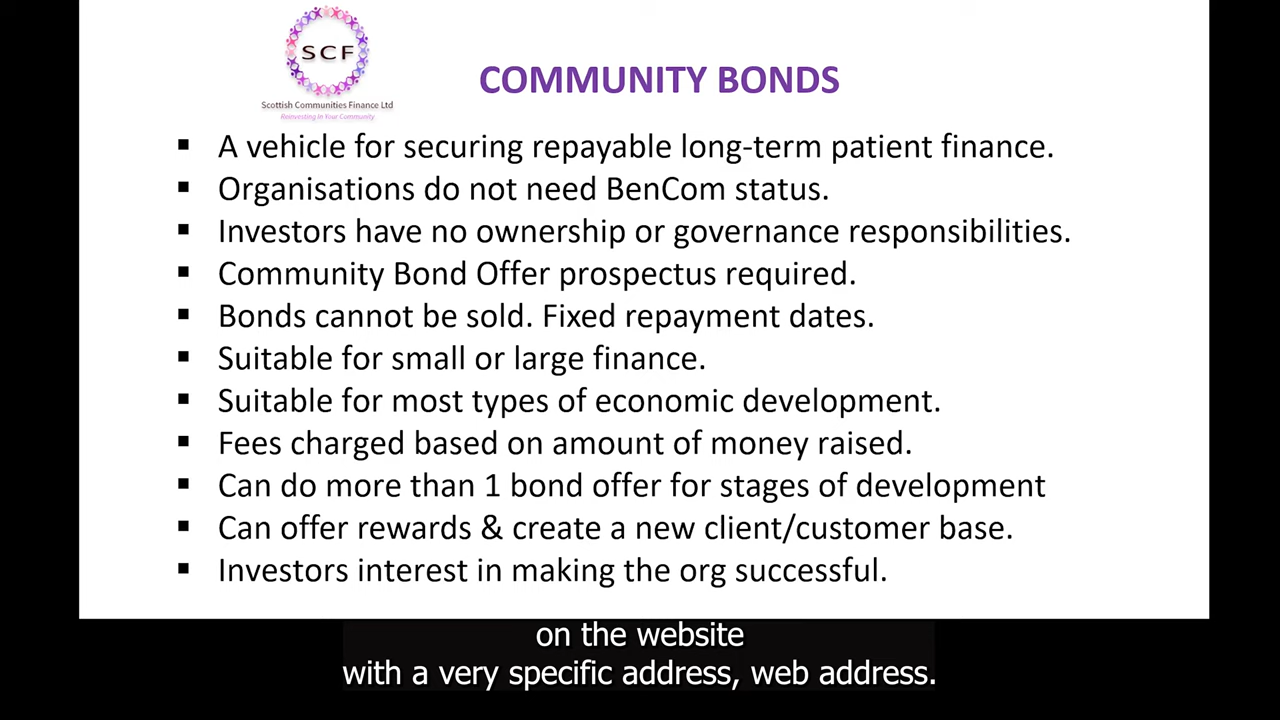 SCF
Scottish Communities Finance Ltd
Reinvesting In Your Community
COMMUNITY BONDS
▪ A vehicle for securing repayable long-term patient finance.
▪ Organisations do not need BenCom status.
▪ Investors have no ownership or governance responsibilities.
▪ Community Bond Offer prospectus required.
▪ Bonds cannot be sold. Fixed repayment dates.
▪ Suitable for small or large finance.
▪ Suitable for most types of economic development.
▪ Fees charged based on amount of money raised.
▪ Can do more than 1 bond offer for stages of development
▪ Can offer rewards & create a new client/customer base.
▪ Investors interest in making the org successful.
on the website
with a very specific address, web address.